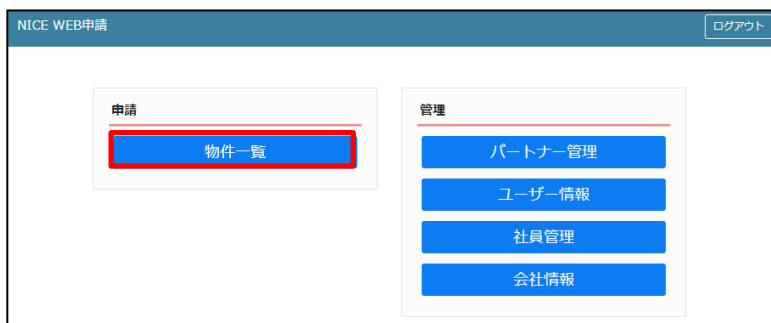 NICE WEB申請
ログアウト
申請
物件一覧
管理
パートナー管理
ユーザー情報
社員管理
会社情報